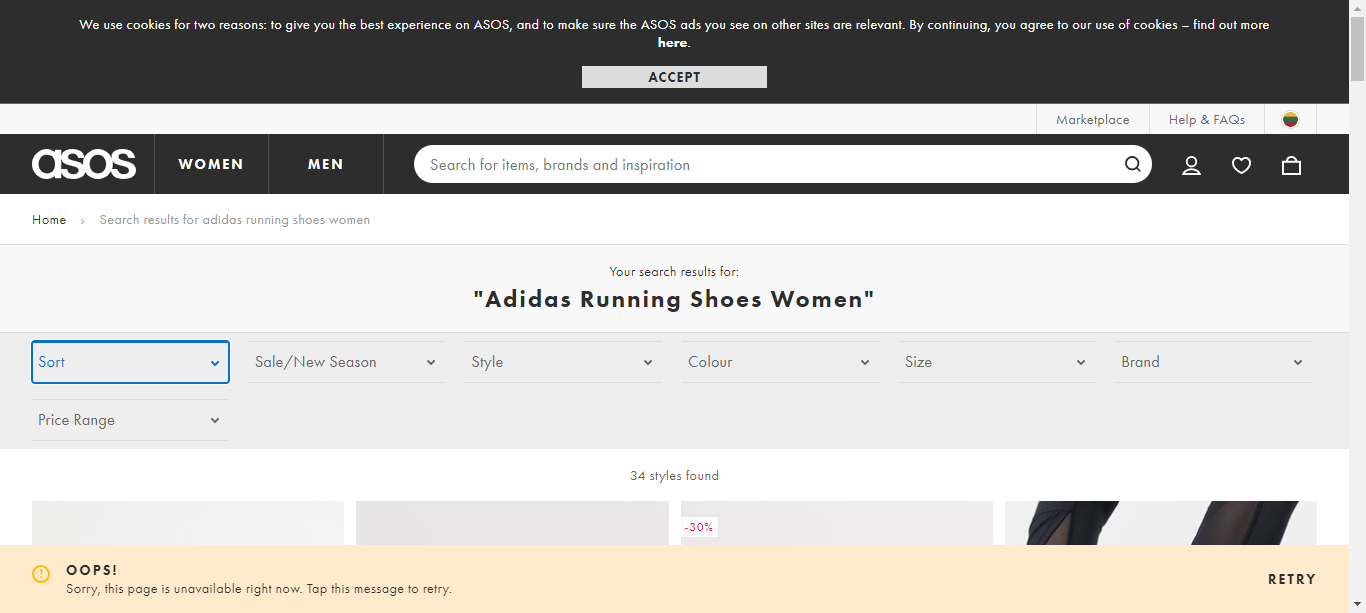 We use cookies for two reasons: to give you the best experience on ASOS, and to make sure the ASOS ads you see on other sites are relevant. By continuing, you agree to our use of cookies – find out more
here.
ACCEPT
Marketplace
Help & FAQs
asos
WOMEN
MEN
Search for items, brands and inspiration
Home › Search results for adidas running shoes women
Your search results for:
"Adidas Running Shoes Women"
Sort
Sale/New Season
Style
Colour
Size
Brand
Price Range
34 styles found
-30%
OOPS!
Sorry, this page is unavailable right now. Tap this message to retry.
RETRY